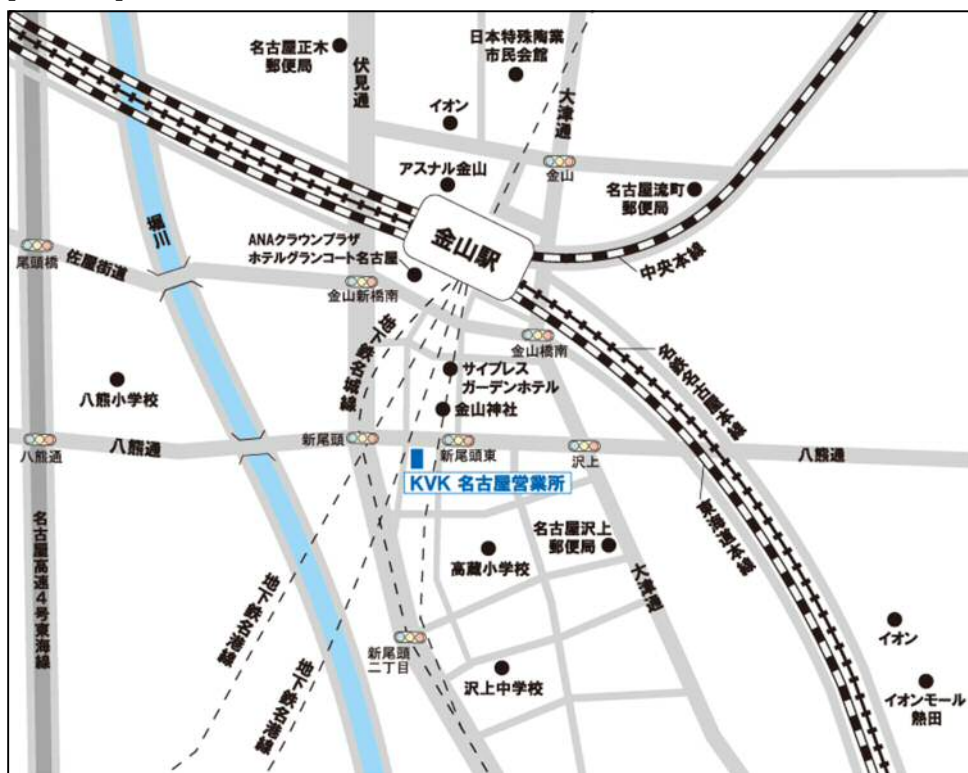 名古屋正木
郵便局
伏見通
日本特殊陶業
市民会館
大津通
イオン
金山
アスナル金山
名古屋流町
郵便局
堀川
ANAクラウンプラザ
ホテルグランコート名古屋
金山駅
中央本線
尾頭橋
佐屋街道
金山新橋南
地下鉄名城線
金山橋南
名鉄名古屋本線
サイプレス
ガーデンホテル
八熊小学校
金山神社
八熊通
八熊通
新尾頭
新尾頭東
沢上
八熊通
KVK 名古屋営業所
東海道本線
名古屋高速4号東海線
名古屋沢上
郵便局
高蔵小学校
大津通
地下鉄名港線
地下鉄名港線
新尾頭
二丁目
沢上中学校
イオン
イオンモール
熱田